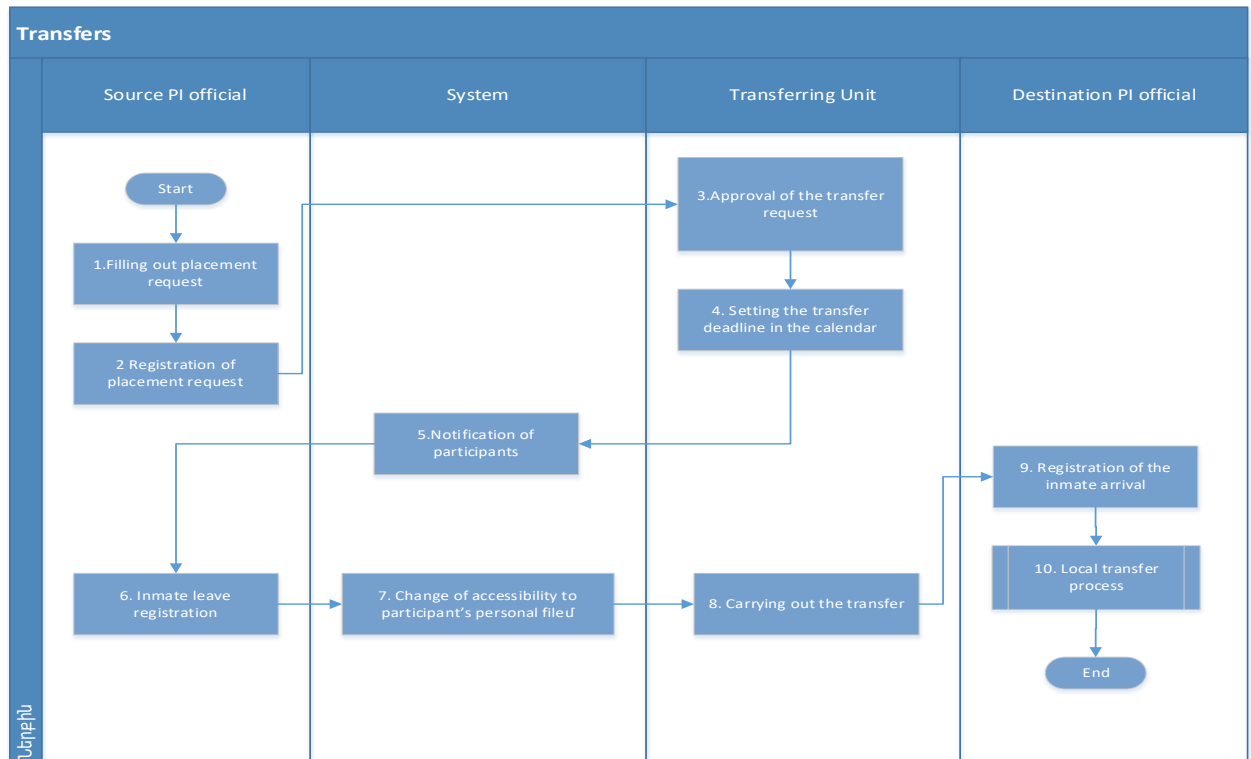 Transfers
Source PI official
System
Transferring Unit
Destination PI official
Start
1.Filling out placement
request
2 Registration of
placement request
3.Approval of the transfer
request
4. Setting the transfer
deadline in the calendar
5.Notification of
participants
6. Inmate leave
registration
7. Change of accessibility to
participant’s personal fileմ
8. Carrying out the transfer
9. Registration of the
inmate arrival
10. Local transfer
process
End
Ներքին